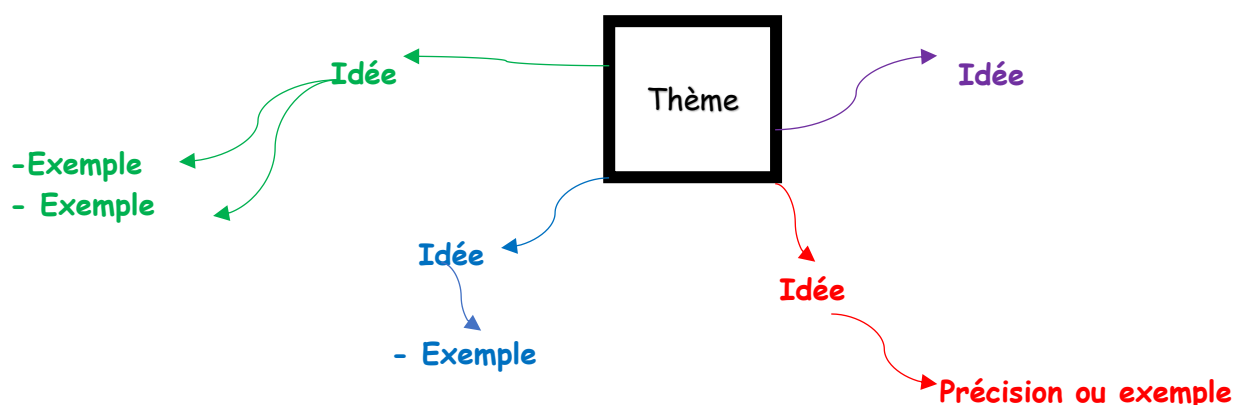 Idée
Thème
Idée
-Exemple
- Exemple
Idée
Idée
- Exemple
Précision ou exemple